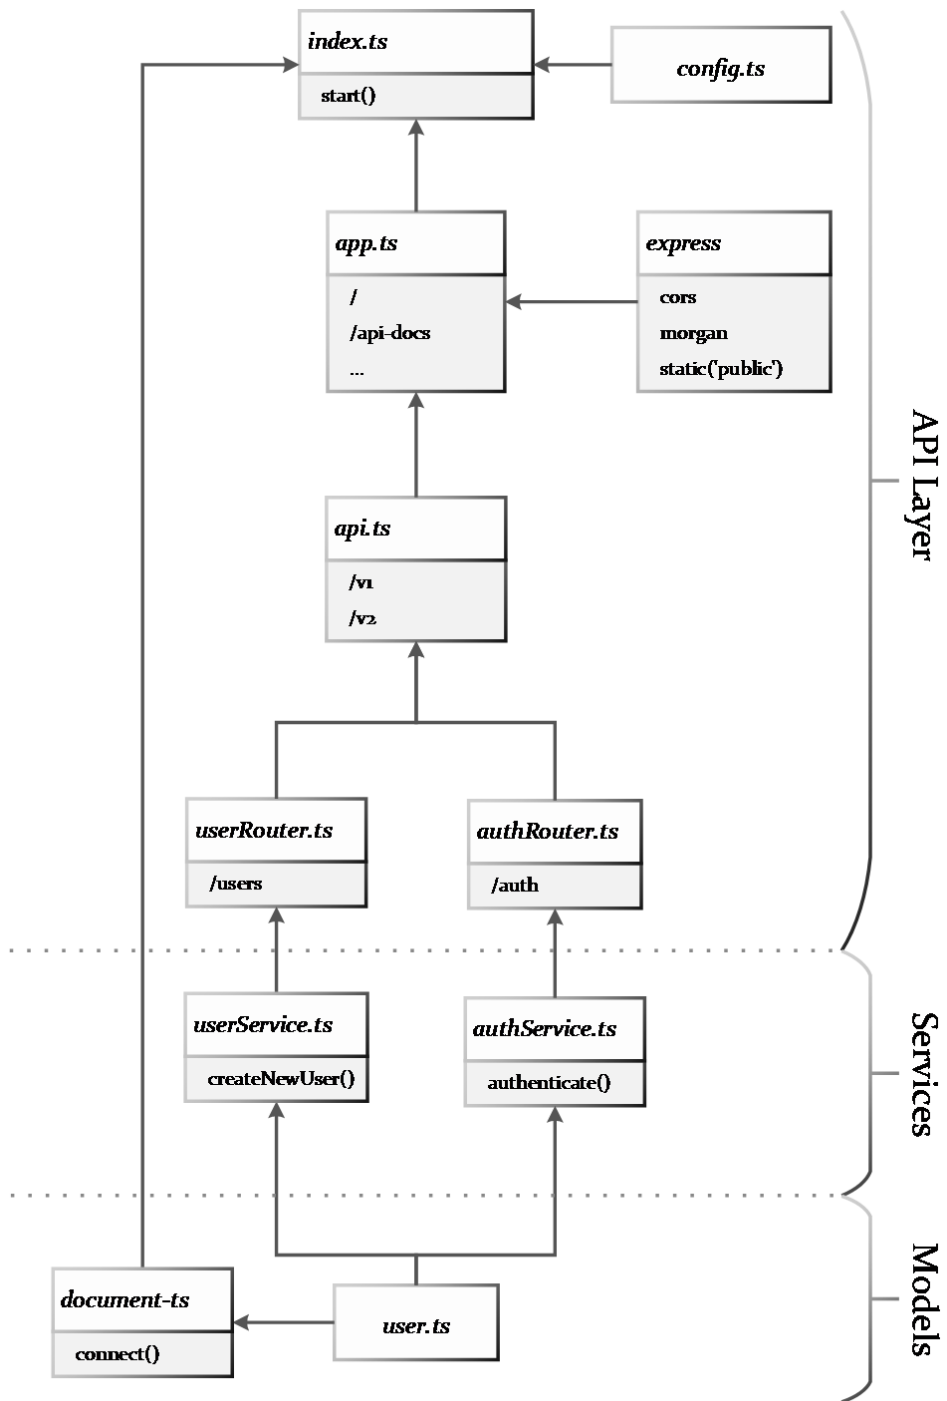 index.ts
start()
config.ts
app.ts
/
/api-docs
...
express
cors
morgan
static('public')
API Layer
api.ts
/v1
/v2
userRouter.ts
/users
authRouter.ts
/auth
userService.ts
createNewUser()
authService.ts
authenticate()
Services
document-ts
connect()
user.ts
Models